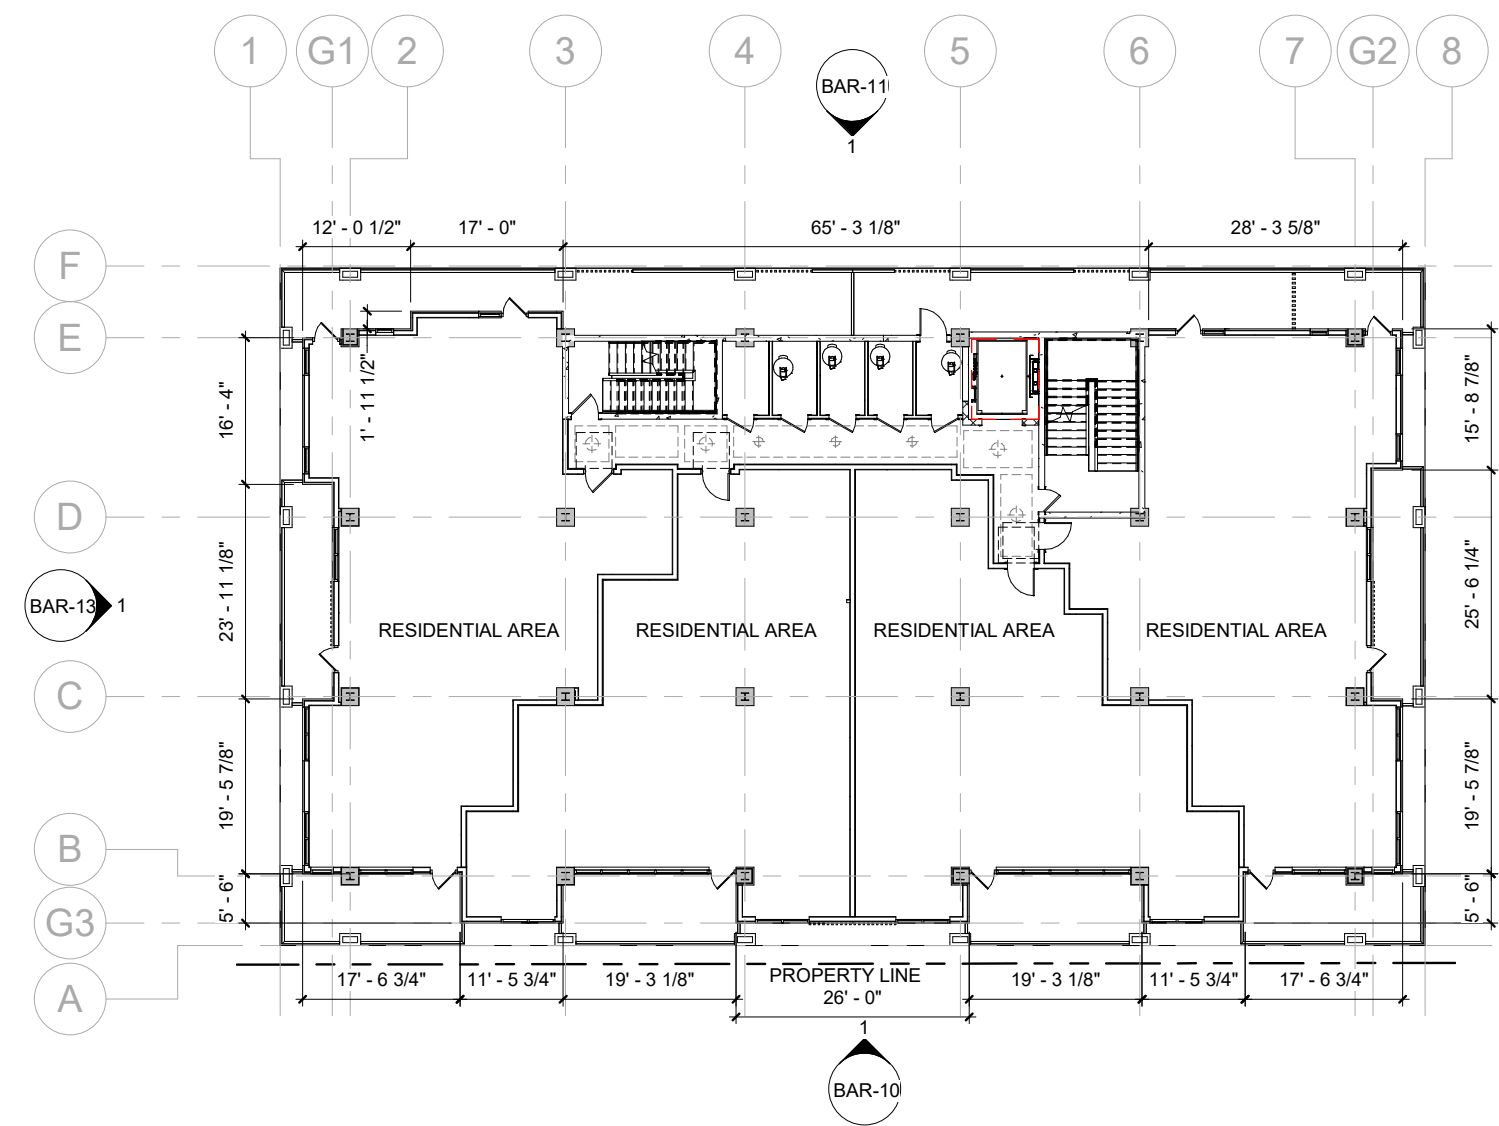 1 G1 2 3 4 5 6 7 G2 8
BAR-11
1
12' - 0 1/2" 17' - 0" 65' - 3 1/8" 28' - 3 5/8"
F
E
1' - 11 1/2"
16' - 4"
15' - 8 7/8"
D
23' - 11 1/8"
25' - 6 1/4"
BAR-13 1
RESIDENTIAL AREA RESIDENTIAL AREA RESIDENTIAL AREA RESIDENTIAL AREA
C
19' - 5 7/8"
19' - 5 7/8"
B
5' - 6"
5' - 6"
G3
A
17' - 6 3/4" 11' - 5 3/4" 19' - 3 1/8" PROPERTY LINE 19' - 3 1/8" 11' - 5 3/4" 17' - 6 3/4"
26' - 0"
1
BAR-10